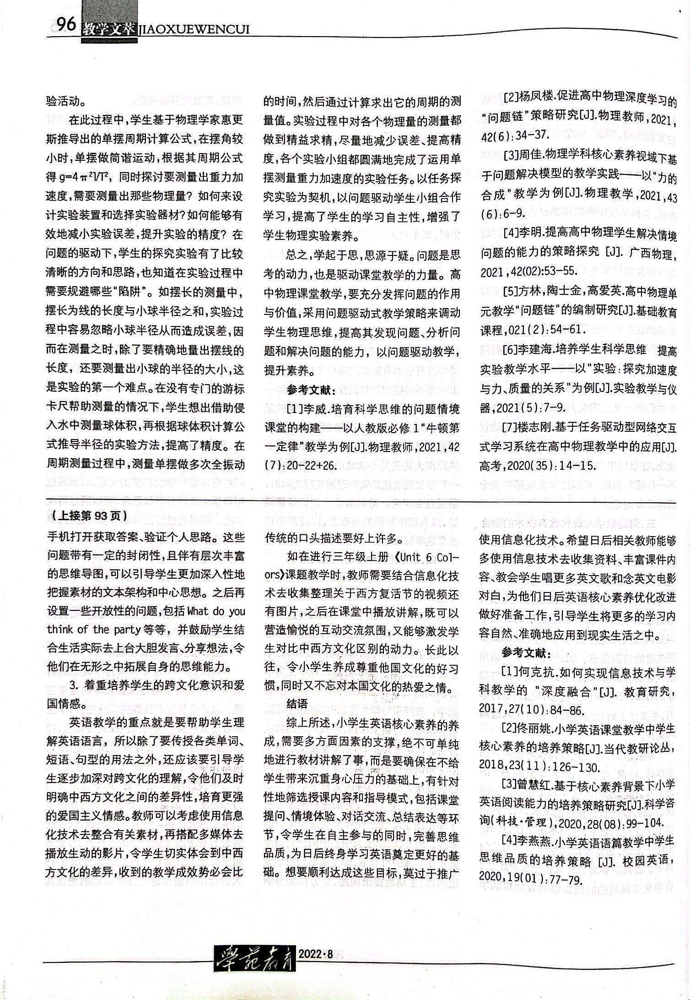 96 教学文萃 JIAOXUEWENCUI
验活动。
在此过程中,学生基于物理学家惠更
斯推导出的单摆周期计算公式,在摆角较
小时,单摆做简谐运动,根据其周期公式
得 g=4π²l/T², 同时探讨要测量出重力加
速度,需要测量出那些物理量? 如何来设
计实验装置和选择实验器材?如何能够有
效地减小实验误差,提升实验的精度? 在
问题的驱动下,学生的探究实验有了比较
清晰的方向和思路,也知道在实验过程中
需要规避哪些“陷阱”。如摆长的测量中,
摆长为线的长度与小球半径之和,实验过
程中容易忽略小球半径从而造成误差,因
而在测量之时,除了要精确地量出摆线的
长度, 还要测量出小球的半径的大小,这
是实验的第一个难点。在没有专门的游标
卡尺帮助测量的情况下,学生想出借助侵
入水中测量球体积,再根据球体积计算公
式推导半径的实验方法,提高了精度。在
周期测量过程中,测量单摆做多次全振动
的时间,然后通过计算求出它的周期的测
量值。实验过程中对各个物理量的测量都
做到精益求精,尽量地减少误差、提高精
度,各个实验小组都圆满地完成了运用单
摆测量重力加速度的实验任务。以任务探
究实验为契机,以问题驱动学生小组合作
学习,提高了学生的学习自主性,增强了
学生物理实验素养。
总之,学起于思,思源于疑。问题是思
考的动力,也是驱动课堂教学的力量。高
中物理课堂教学,要充分发挥问题的作用
与价值,采用问题驱动式教学策略来调动
学生物理思维,提高其发现问题、分析问
题和解决问题的能力, 以问题驱动教学,
提升素养。
参考文献:
[1]李威.培育科学思维的问题情境
课堂的构建——以人教版必修 1“牛顿第
一定律”教学为例[J].物理教师,2021,42
(7):20-22+26.
[2]杨凤楼.促进高中物理深度学习的
“问题链”策略研究[J].物理教师,2021,
42(6):34-37.
[3]周佳.物理学科核心素养视域下基
于问题解决模型的教学实践——以“力的
合成”教学为例[J].物理教学,2021,43
(6):6-9.
[4]李明.提高高中物理学生解决情境
问题的能力的策略探究 [J]. 广西物理,
2021,42(02):53-55.
[5]方林,陶士金,高爱英.高中物理单
元教学“问题链”的编制研究[J].基础教育
课程,021(2):54-61.
[6]李建海.培养学生科学思维 提高
实验教学水平——以“实验:探究加速度
与力、质量的关系”为例[J].实验教学与仪
器,2021(5):7-9.
[7]楼志刚.基于任务驱动型网络交互
式学习系统在高中物理教学中的应用[J].
高考,2020(35):14-15.
(上接第 93 页)
手机打开获取答案、验证个人思路。这些
问题带有一定的封闭性,且伴有层次丰富
的思维导图,可以引导学生更加深入性地
把握素材的文本架构和中心思想。之后再
设置一些开放性的问题,包括What do you
think of the party 等等, 并鼓励学生结
合生活实际去上台大胆发言、分享想法,令
他们在无形之中拓展自身的思维能力。
3. 着重培养学生的跨文化意识和爱
国情感。
英语教学的重点就是要帮助学生理
解英语语言, 所以除了要传授各类单词、
短语、句型的用法之外,还应该要引导学
生逐步加深对跨文化的理解,令他们及时
明确中西方文化之间的差异性,培育更强
的爱国主义情感。教师可以考虑使用信息
化技术去整合有关素材,再搭配多媒体去
播放生动的影片,令学生切实体会到中西
方文化的差异,收到的教学成效势必会比
传统的口头描述要好上许多。
如在进行三年级上册《Unit 6 Col-
ors》课题教学时,教师需要结合信息化技
术去收集整理关于西方复活节的视频还
有图片,之后在课堂中播放讲解,既可以
营造愉悦的互动交流氛围,又能够激发学
生对比中西方文化区别的动力。长此以
往, 令小学生养成尊重他国文化的好习
惯,同时又不忘对本国文化的热爱之情。
结语
综上所述,小学生英语核心素养的养
成,需要多方面因素的支撑,绝不可单纯
地进行教材讲解了事,而是要确保在不给
学生带来沉重身心压力的基础上,有针对
性地筛选授课内容和指导模式,包括课堂
提问、情境体验、对话交流、总结表达等环
节,令学生在自主参与的同时,完善思维
品质,为日后终身学习英语奠定更好的基
础。想要顺利达成这些目标,莫过于推广
使用信息化技术。希望日后相关教师能够
多使用信息技术去收集资料、丰富课件内
容、教会学生唱更多英文歌和念英文电影
对白,为他们日后英语核心素养优化改进
做好准备工作,引导学生将更多的学习内
容自然、准确地应用到现实生活之中。
参考文献:
[1]何克抗.如何实现信息技术与学
科教学的 “深度融合”[J]. 教育研究,
2017,27(10):84-86.
[2]佟丽姚.小学英语课堂教学中学生
核心素养的培养策略[J].当代教研论丛,
2018,23(11):126-130.
[3]曾慧红.基于核心素养背景下小学
英语阅读能力的培养策略研究[J].科学咨
询(科技·管理),2020,28(08):99-104.
[4]李燕燕.小学英语语篇教学中学生
思维品质的培养策略 [J]. 校园英语,
2020,19(01):77-79.
學苑教育 2022·8